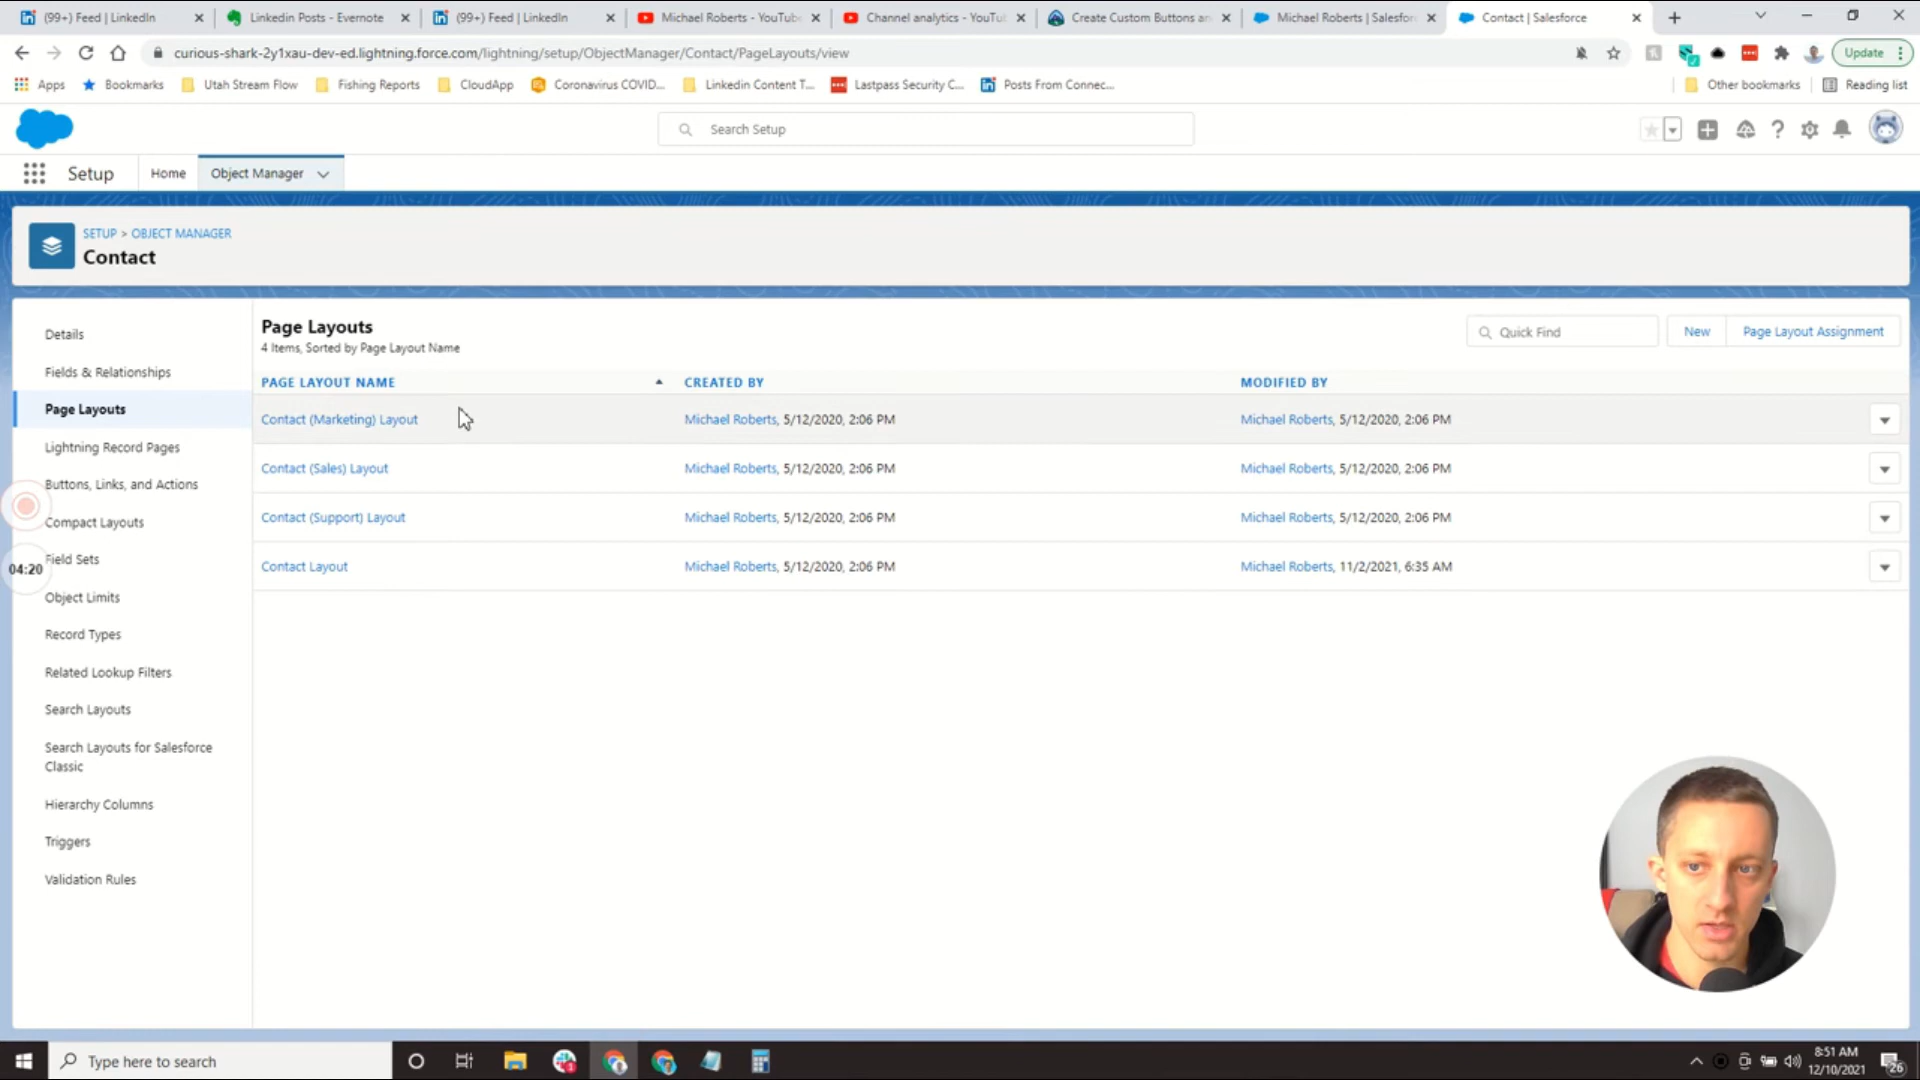 (99+) Feed | LinkedIn
Linkedin Posts - Evernote
(99+) Feed | LinkedIn
Michael Roberts - YouTube
Channel analytics - YouTu
Create Custom Buttons an
Michael Roberts | Salesfor
Contact | Salesforce
curious-shark-2y1xau-dev-ed.lightning.force.com/lightning/setup/ObjectManager/Contact/PageLayouts/view
Update
Apps
Bookmarks
Utah Stream Flow
Fishing Reports
CloudApp
Coronavirus COVID...
Linkedin Content T...
Lastpass Security C...
Posts From Connec...
Other bookmarks
Reading list
Search Setup
Setup
Home
Object Manager
SETUP > OBJECT MANAGER
Contact
Details
Fields & Relationships
Page Layouts
Lightning Record Pages
Buttons, Links, and Actions
Compact Layouts
Field Sets
04:20
Object Limits
Record Types
Related Lookup Filters
Search Layouts
Search Layouts for Salesforce
Classic
Hierarchy Columns
Triggers
Validation Rules
Page Layouts
4 Items, Sorted by Page Layout Name
Quick Find
New
Page Layout Assignment
PAGE LAYOUT NAME CREATED BY MODIFIED BY
Contact (Marketing) Layout Michael Roberts, 5/12/2020, 2:06 PM Michael Roberts, 5/12/2020, 2:06 PM
Contact (Sales) Layout Michael Roberts, 5/12/2020, 2:06 PM Michael Roberts, 5/12/2020, 2:06 PM
Contact (Support) Layout Michael Roberts, 5/12/2020, 2:06 PM Michael Roberts, 5/12/2020, 2:06 PM
Contact Layout Michael Roberts, 5/12/2020, 2:06 PM Michael Roberts, 11/2/2021, 6:35 AM
Type here to search
8:51 AM
12/10/2021
26